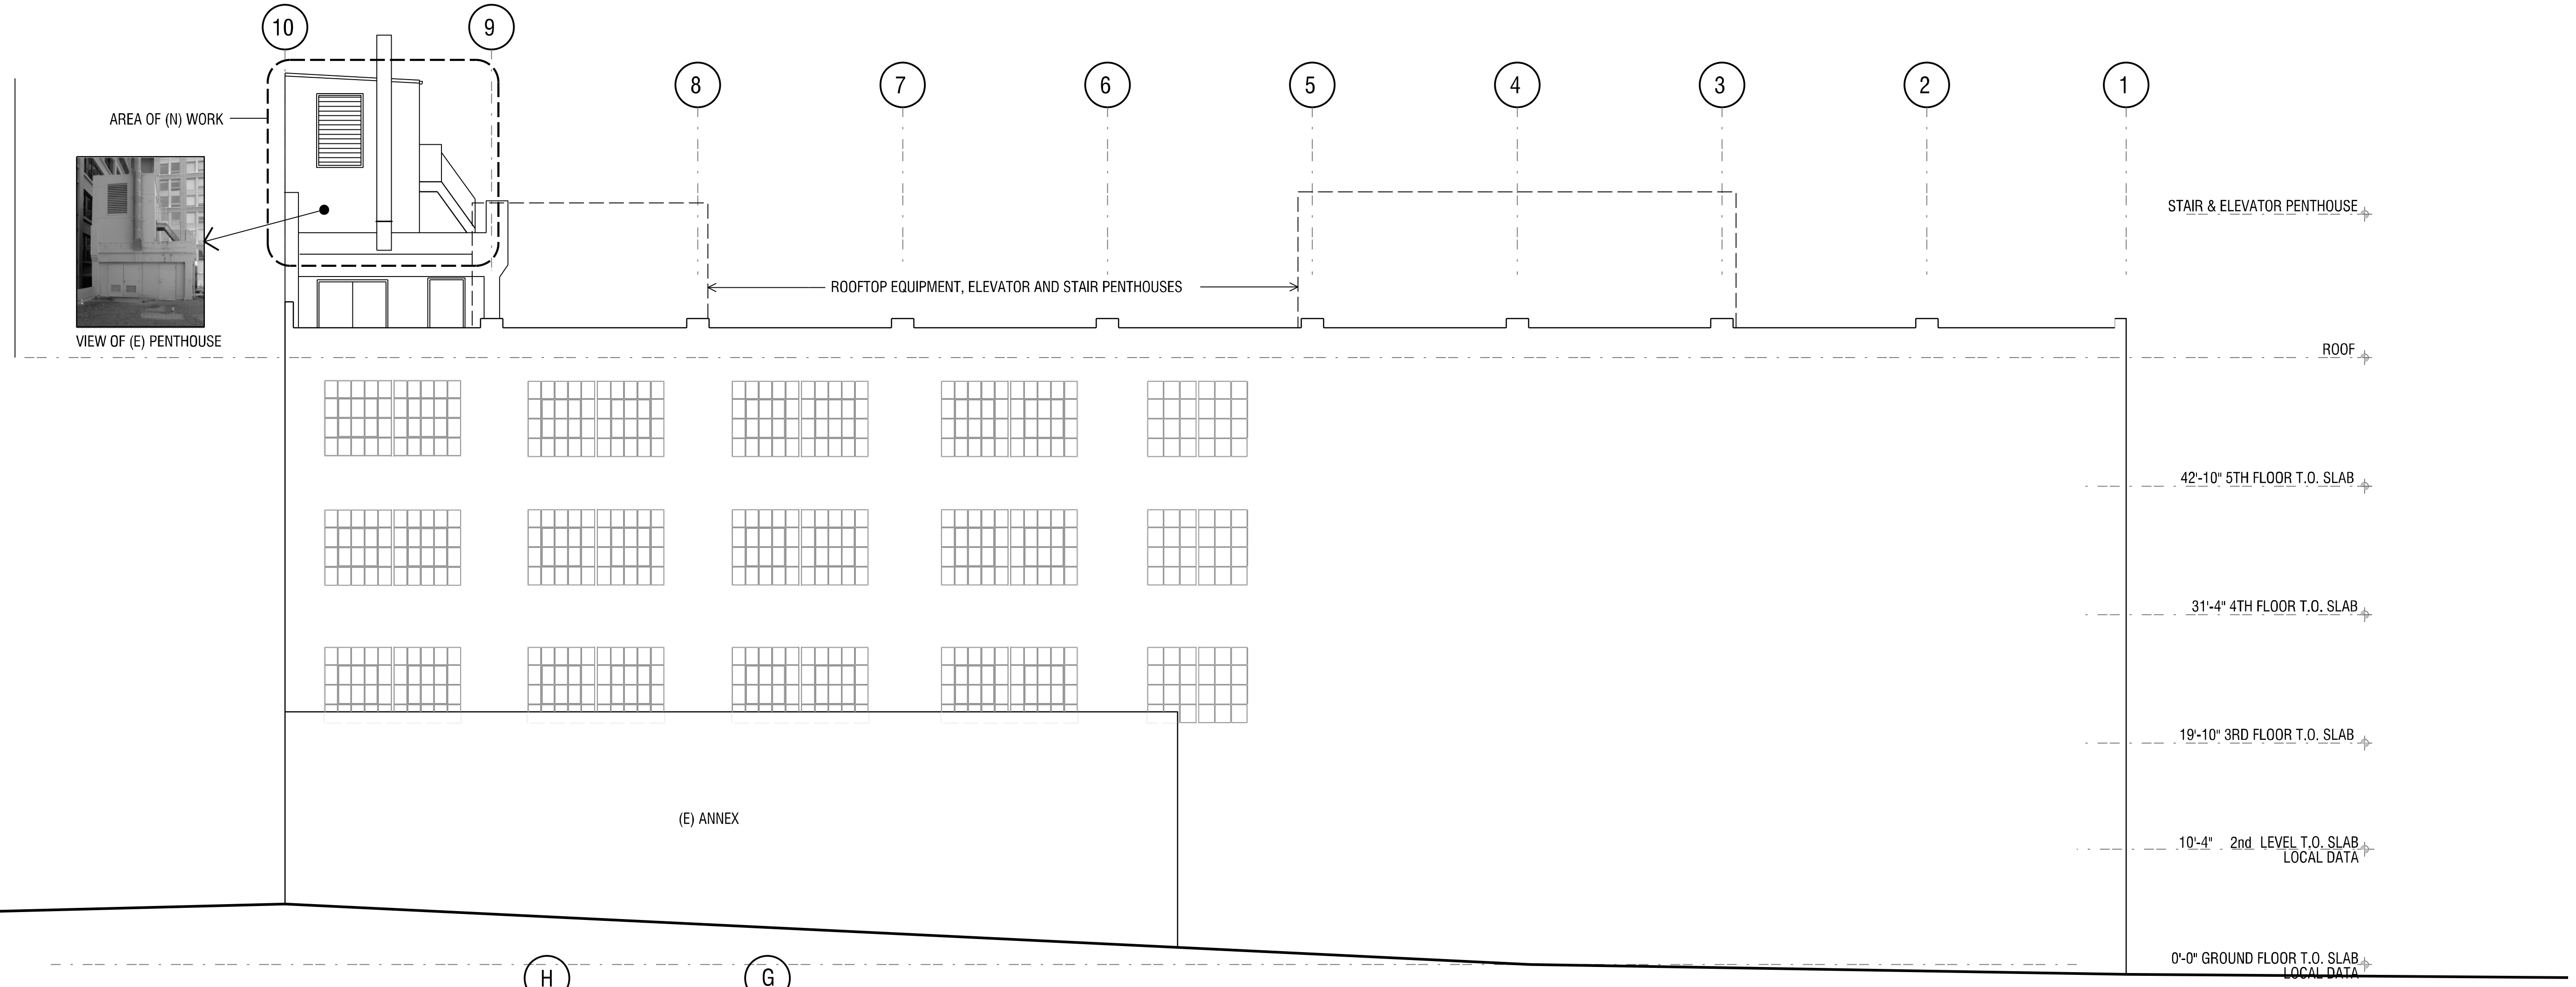 10
9
8
7
6
5
4
3
2
1
AREA OF (N) WORK
STAIR & ELEVATOR PENTHOUSE
ROOFTOP EQUIPMENT, ELEVATOR AND STAIR PENTHOUSES
VIEW OF (E) PENTHOUSE
ROOF
42'-10" 5TH FLOOR T.O. SLAB
31'-4" 4TH FLOOR T.O. SLAB
19'-10" 3RD FLOOR T.O. SLAB
(E) ANNEX
10'-4" 2nd LEVEL T.O. SLAB
LOCAL DATA
0'-0" GROUND FLOOR T.O. SLAB
LOCAL DATA
H
G